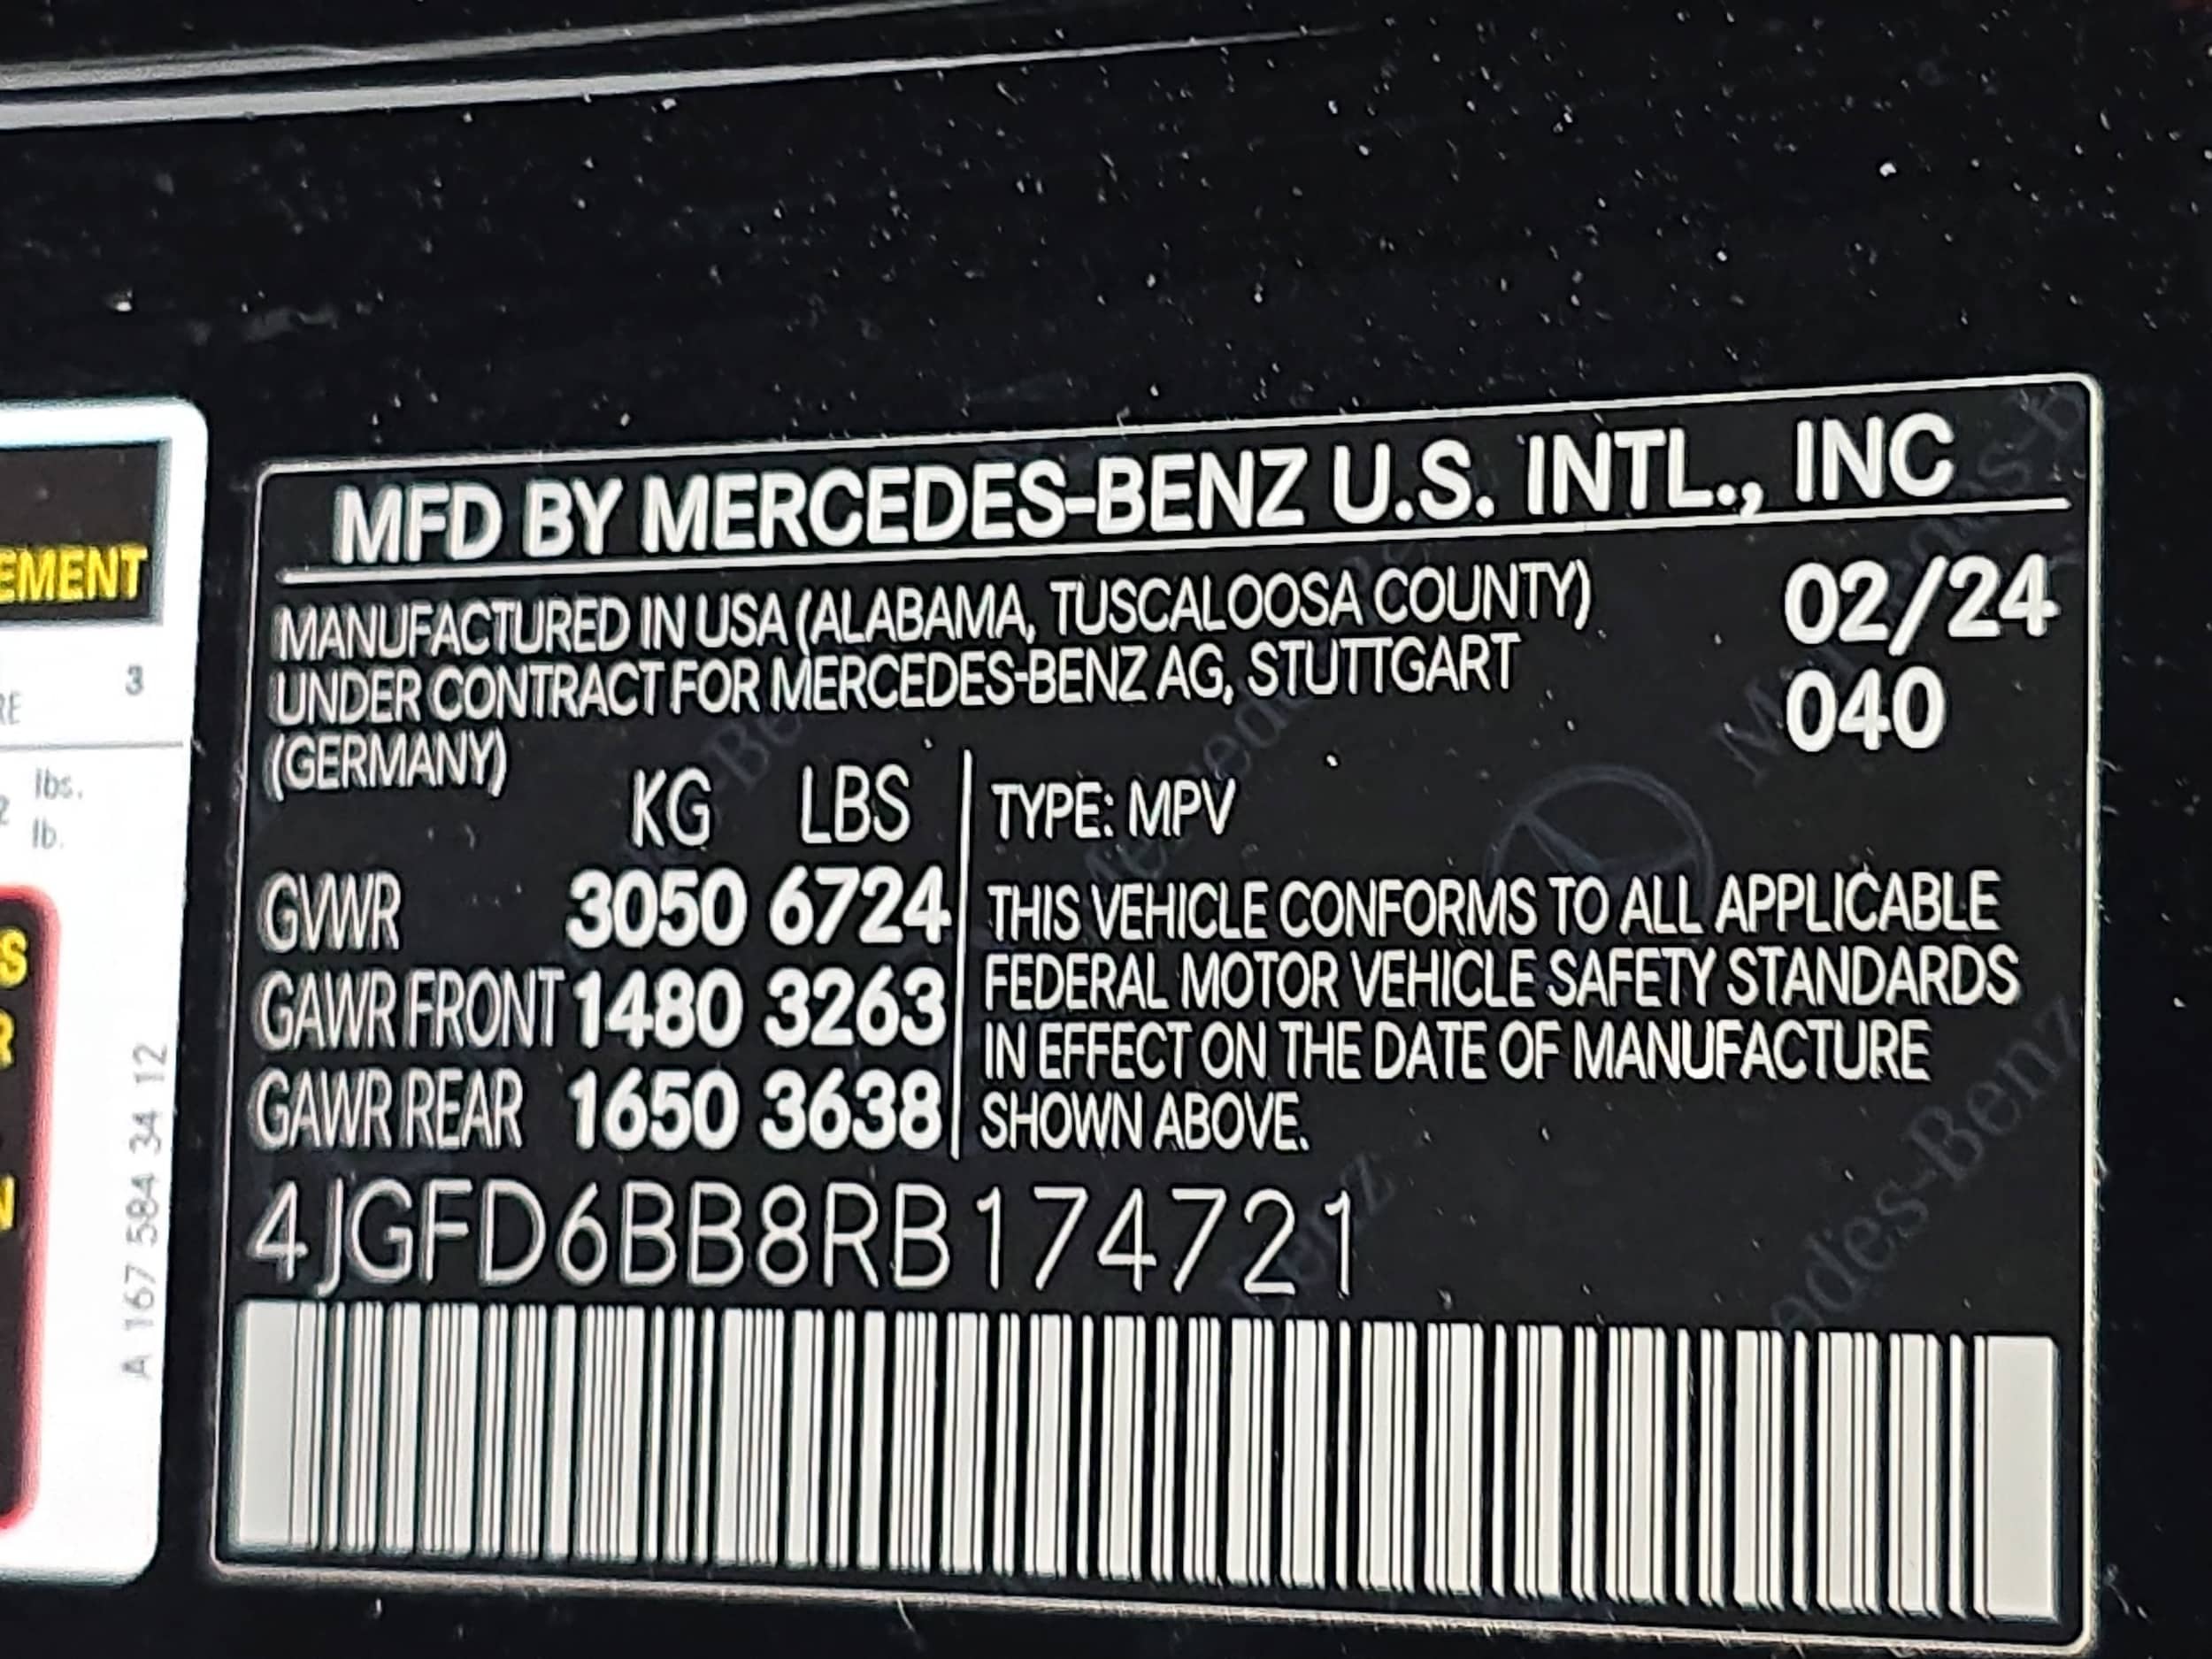 EMENT
3
RE
lbs.
lb.
S
R
N
A 167 584 34 12
MFD BY MERCEDES-BENZ U.S. INTL., INC
MANUFACTURED IN USA (ALABAMA, TUSCALOOSA COUNTY) 02/24
UNDER CONTRACT FOR MERCEDES-BENZ AG, STUTTGART 040
(GERMANY)
KG LBS
GVWR 3050 6724
GAWR FRONT 1480 3263
GAWR REAR 1650 3638
TYPE: MPV
THIS VEHICLE CONFORMS TO ALL APPLICABLE
FEDERAL MOTOR VEHICLE SAFETY STANDARDS
IN EFFECT ON THE DATE OF MANUFACTURE
SHOWN ABOVE.
4JGFD6BB8RB174721